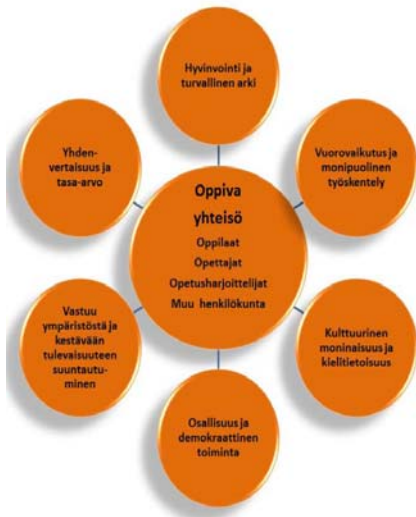 Hyvinvointi ja
turvallinen arki
Yhden-
vertaisuus ja
tasa-arvo
Vuorovaikutus ja
monipuolinen
työskentely
Oppiva
yhteisö
Oppilaat
Opettajat
Opetusharjoittelijat
Muu henkilökunta
Vastuu
ympäristöstä ja
kestävään
tulevaisuuteen
suuntautu-
minen
Kulttuurinen
moninaisuus ja
kielitietoisuus
Osallisuus ja
demokraattinen
toiminta